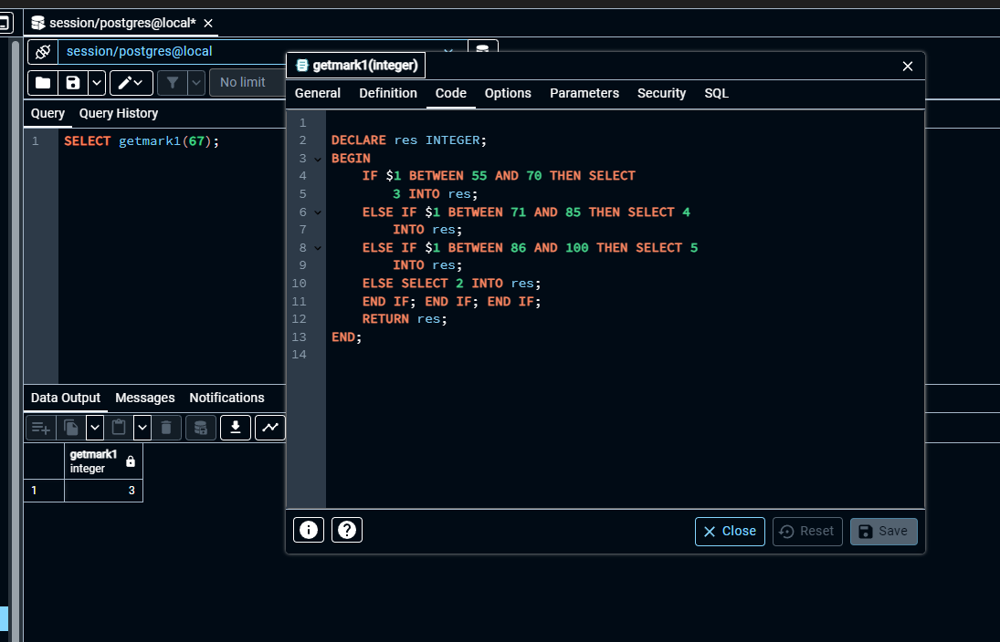 session/postgres@local*
session/postgres@local
No limit
Query Query History
1 SELECT getmark1(67);
Data Output Messages Notifications
getmark1
integer
1 3
getmark1(integer)
General Definition Code Options Parameters Security SQL
1
2 DECLARE res INTEGER;
3 BEGIN
4 IF $1 BETWEEN 55 AND 70 THEN SELECT
5 3 INTO res;
6 ELSE IF $1 BETWEEN 71 AND 85 THEN SELECT 4
7 INTO res;
8 ELSE IF $1 BETWEEN 86 AND 100 THEN SELECT 5
9 INTO res;
10 ELSE SELECT 2 INTO res;
11 END IF; END IF; END IF;
12 RETURN res;
13 END;
14
Close Reset Save